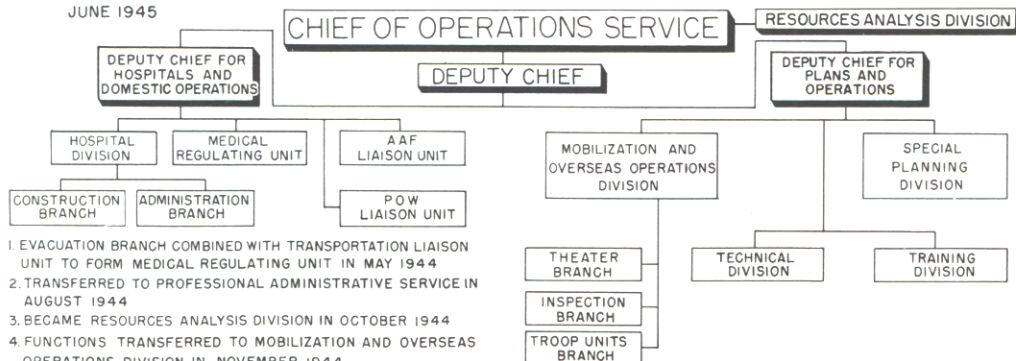 JUNE 1945
CHIEF OF OPERATIONS SERVICE
RESOURCES ANALYSIS DIVISION
DEPUTY CHIEF FOR
HOSPITALS AND
DOMESTIC OPERATIONS
DEPUTY CHIEF
DEPUTY CHIEF FOR
PLANS AND
OPERATIONS
HOSPITAL
DIVISION
MEDICAL
REGULATING UNIT
AAF
LIAISON UNIT
MOBILIZATION AND
OVERSEAS OPERATIONS
DIVISION
SPECIAL
PLANNING
DIVISION
CONSTRUCTION
BRANCH
ADMINISTRATION
BRANCH
POW
LIAISON UNIT
THEATER
BRANCH
TECHNICAL
DIVISION
TRAINING
DIVISION
INSPECTION
BRANCH
TROOP UNITS
BRANCH
1. EVACUATION BRANCH COMBINED WITH TRANSPORTATION LIAISON
UNIT TO FORM MEDICAL REGULATING UNIT IN MAY 1944
2. TRANSFERRED TO PROFESSIONAL ADMINISTRATIVE SERVICE IN
AUGUST 1944
3. BECAME RESOURCES ANALYSIS DIVISION IN OCTOBER 1944
4. FUNCTIONS TRANSFERRED TO MOBILIZATION AND OVERSEAS
OPERATIONS DIVISION IN NOVEMBER 1944